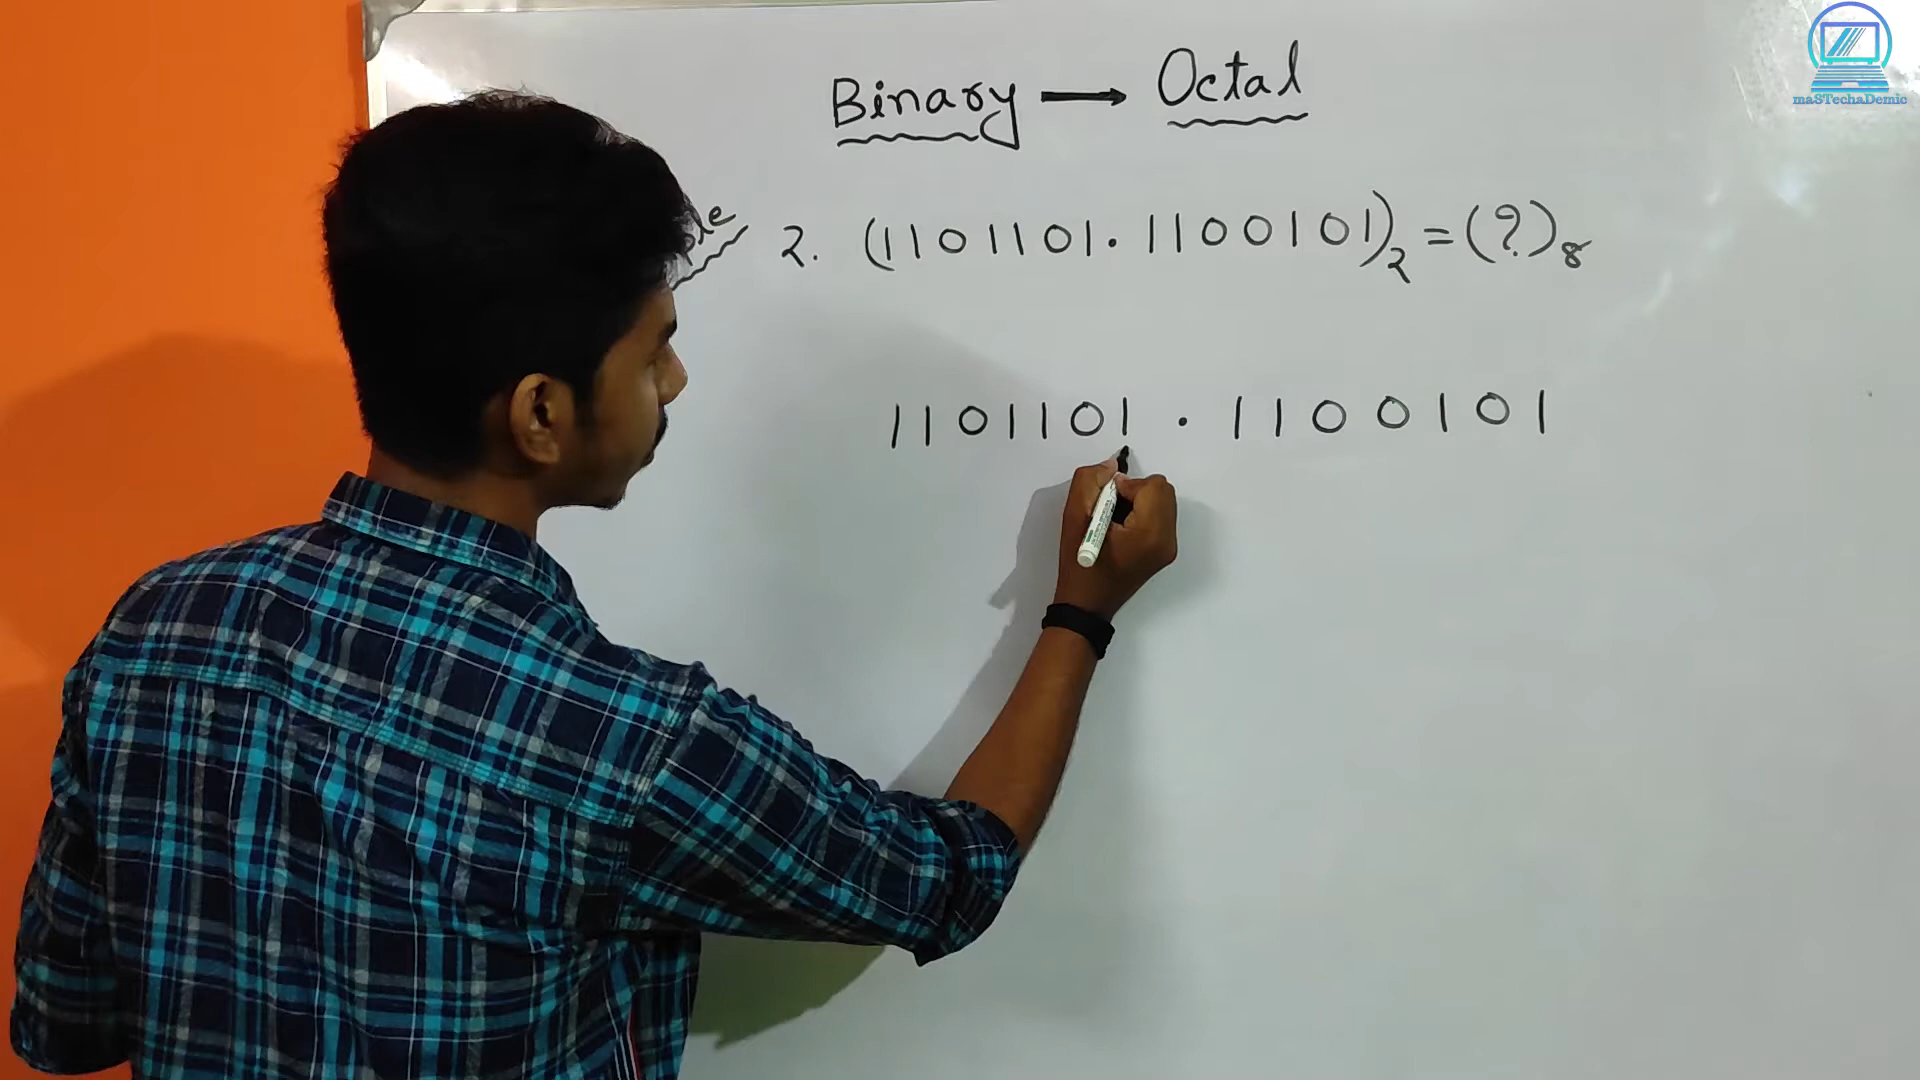 maSTechaDemic
Binary → Octal
2. (1101101.1100101)₂ = (?)₈
1101101 . 1100101